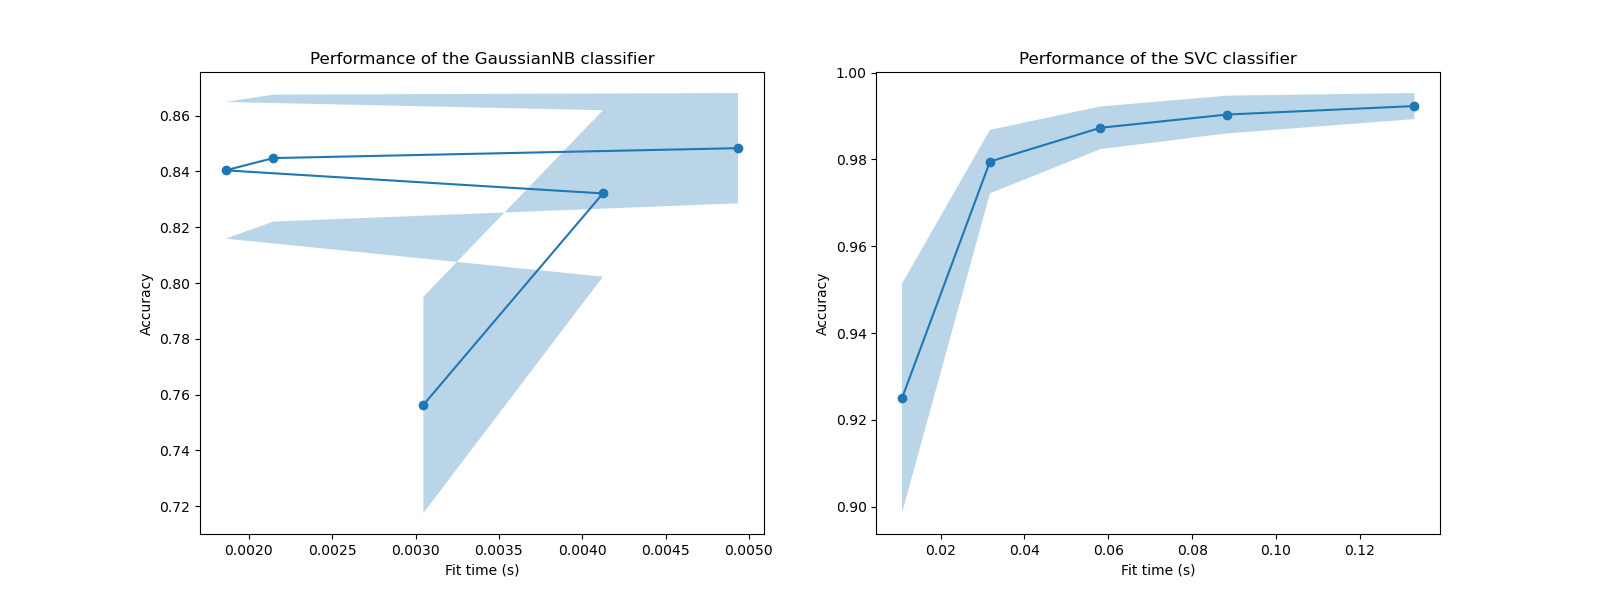 Performance of the GaussianNB classifier
Accuracy
0.86
0.84
0.82
0.80
0.78
0.76
0.74
0.72
0.0020 0.0025 0.0030 0.0035 0.0040 0.0045 0.0050
Fit time (s)
Performance of the SVC classifier
Accuracy
1.00
0.98
0.96
0.94
0.92
0.90
0.02 0.04 0.06 0.08 0.10 0.12
Fit time (s)